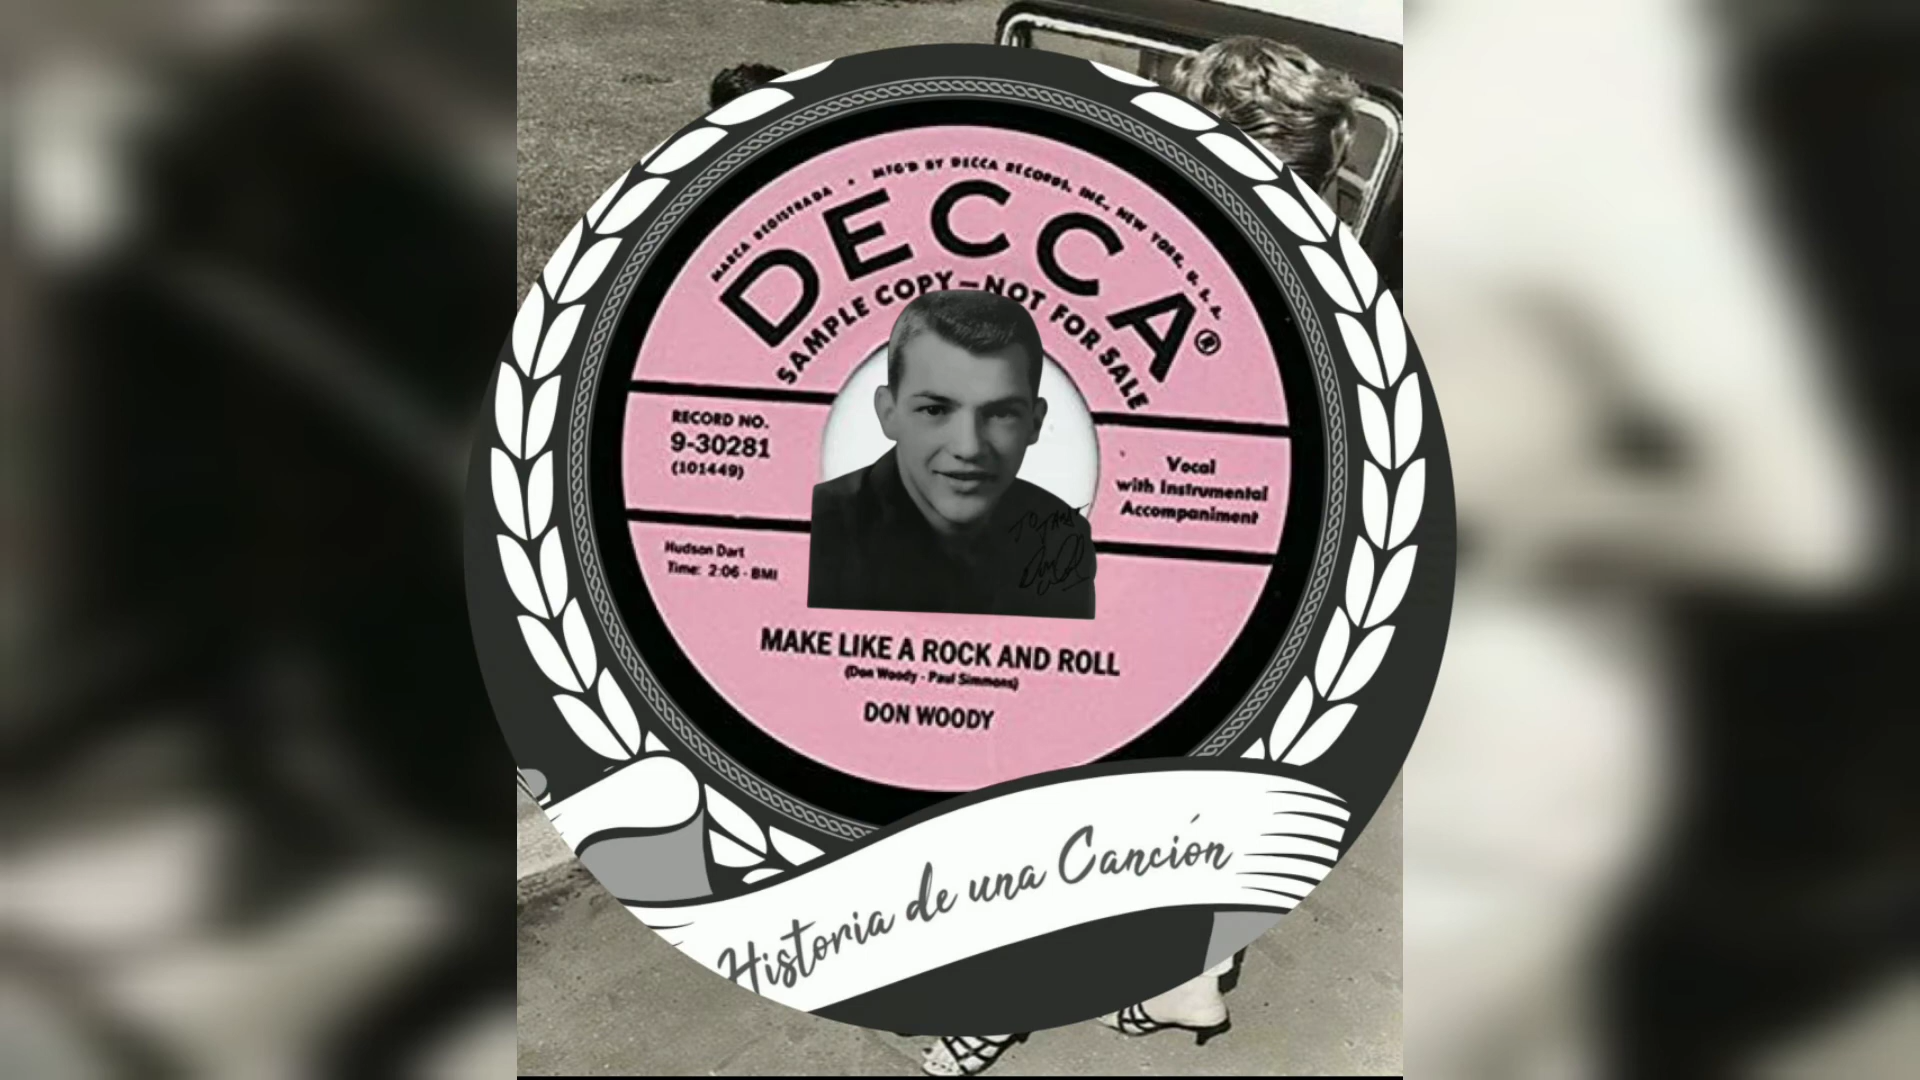 MARCA REGISTRADA • MFG'D BY DECCA RECORDS, INC., NEW YORK, U. S. A.
DECCA®
SAMPLE COPY—NOT FOR SALE
RECORD NO.
9-30281
(101449)
Vocal
with Instrumental
Accompaniment
Hudson Dart
Time: 2:06 - BMI
MAKE LIKE A ROCK AND ROLL
(Don Woody - Paul Simmons)
DON WOODY
Historia de una Canción